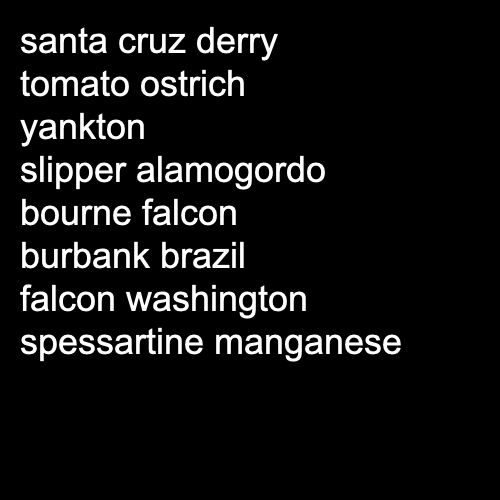 santa cruz derry
tomato ostrich
yankton
slipper alamogordo
bourne falcon
burbank brazil
falcon washington
spessartine manganese